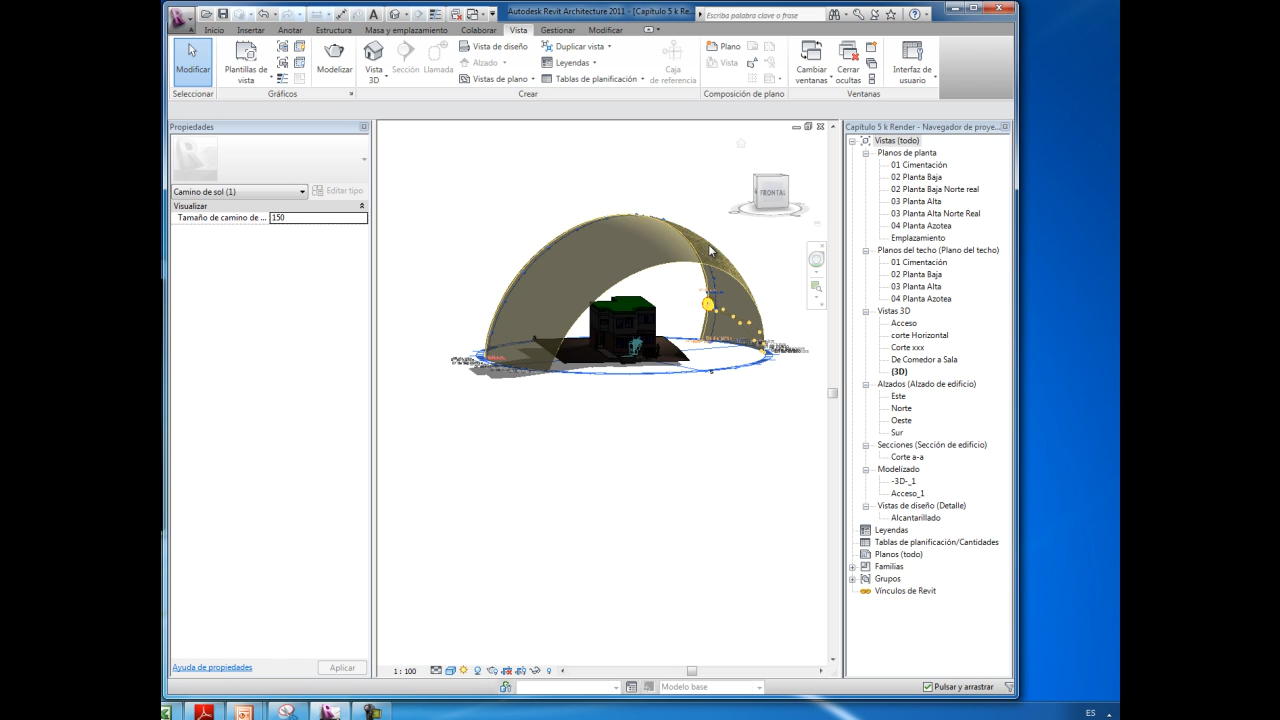 Autodesk Revit Architecture 2011 - [Capítulo 5 k Re...
Escriba palabra clave o frase
Inicio Insertar Anotar Estructura Masa y emplazamiento Colaborar Vista Gestionar Modificar
Modificar
Plantillas de vista
Modelizar
Vista 3D
Sección
Llamada
Vista de diseño
Alzado
Vistas de plano
Duplicar vista
Leyendas
Tablas de planificación
Caja de referencia
Plano
Vista
Cambiar ventanas
Cerrar ocultas
Interfaz de usuario
Seleccionar Gráficos Crear Composición de plano Ventanas
Propiedades
Camino de sol (1)
Editar tipo
Visualizar
Tamaño de camino de ... 150
Ayuda de propiedades
Aplicar
FRONTAL
Capítulo 5 k Render - Navegador de proye...
Vistas (todo)
Planos de planta
01 Cimentación
02 Planta Baja
02 Planta Baja Norte real
03 Planta Alta
03 Planta Alta Norte Real
04 Planta Azotea
Emplazamiento
Planos del techo (Plano del techo)
01 Cimentación
02 Planta Baja
03 Planta Alta
04 Planta Azotea
Vistas 3D
Acceso
corte Horizontal
Corte xxx
De Comedor a Sala
(3D)
Alzados (Alzado de edificio)
Este
Norte
Oeste
Sur
Secciones (Sección de edificio)
Corte a-a
Modelizado
-3D-_1
Acceso_1
Vistas de diseño (Detalle)
Alcantarillado
Leyendas
Tablas de planificación/Cantidades
Planos (todo)
Familias
Grupos
Vínculos de Revit
1 : 100
Modelo base
Pulsar y arrastrar
ES